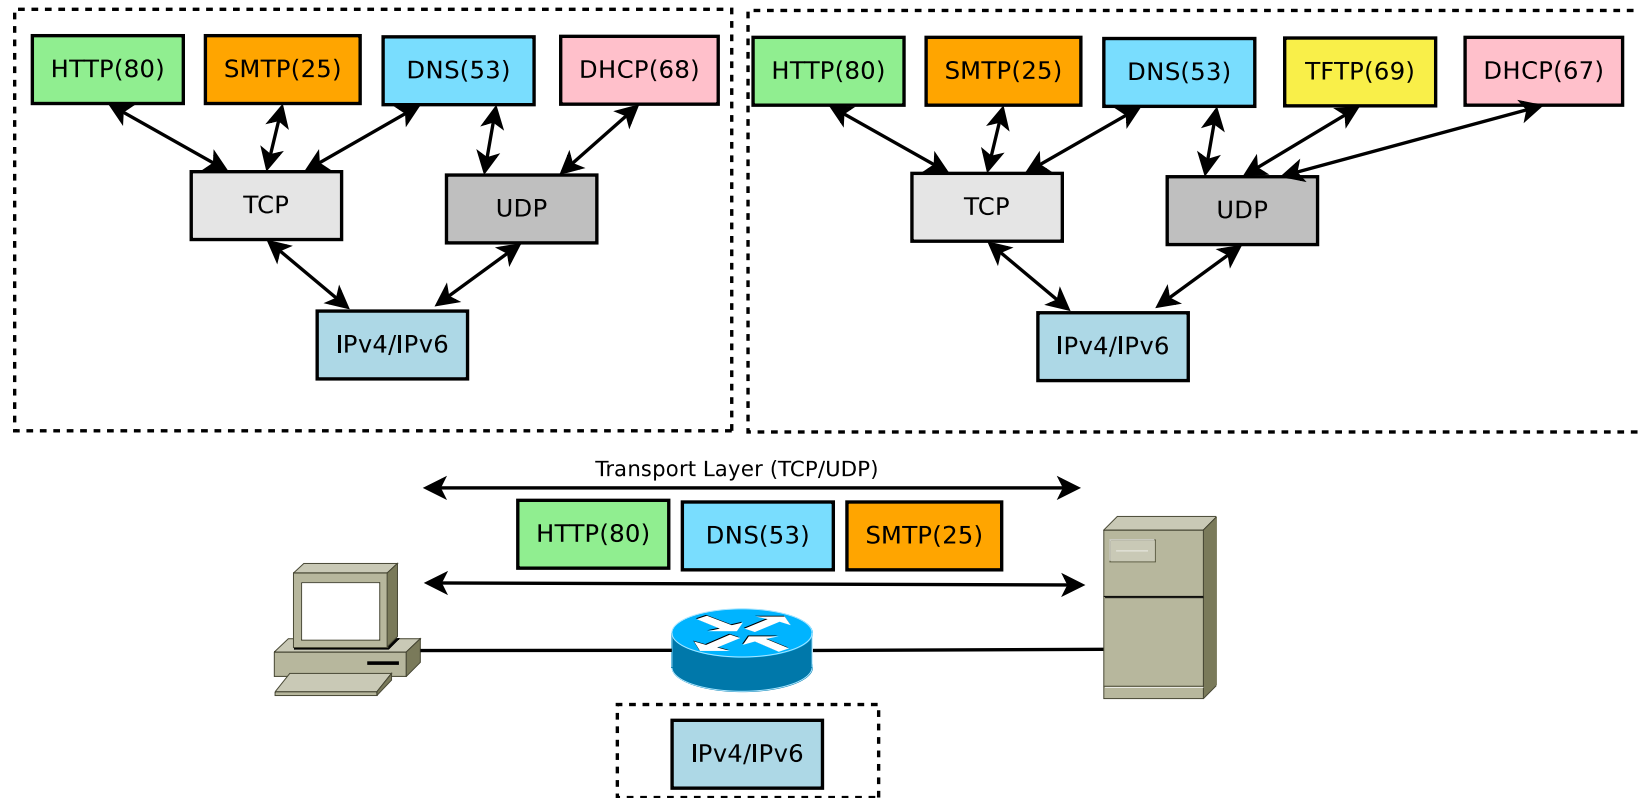 HTTP(80)
SMTP(25)
DNS(53)
DHCP(68)
TCP
UDP
IPv4/IPv6
HTTP(80)
SMTP(25)
DNS(53)
TFTP(69)
DHCP(67)
TCP
UDP
IPv4/IPv6
Transport Layer (TCP/UDP)
HTTP(80)
DNS(53)
SMTP(25)
IPv4/IPv6